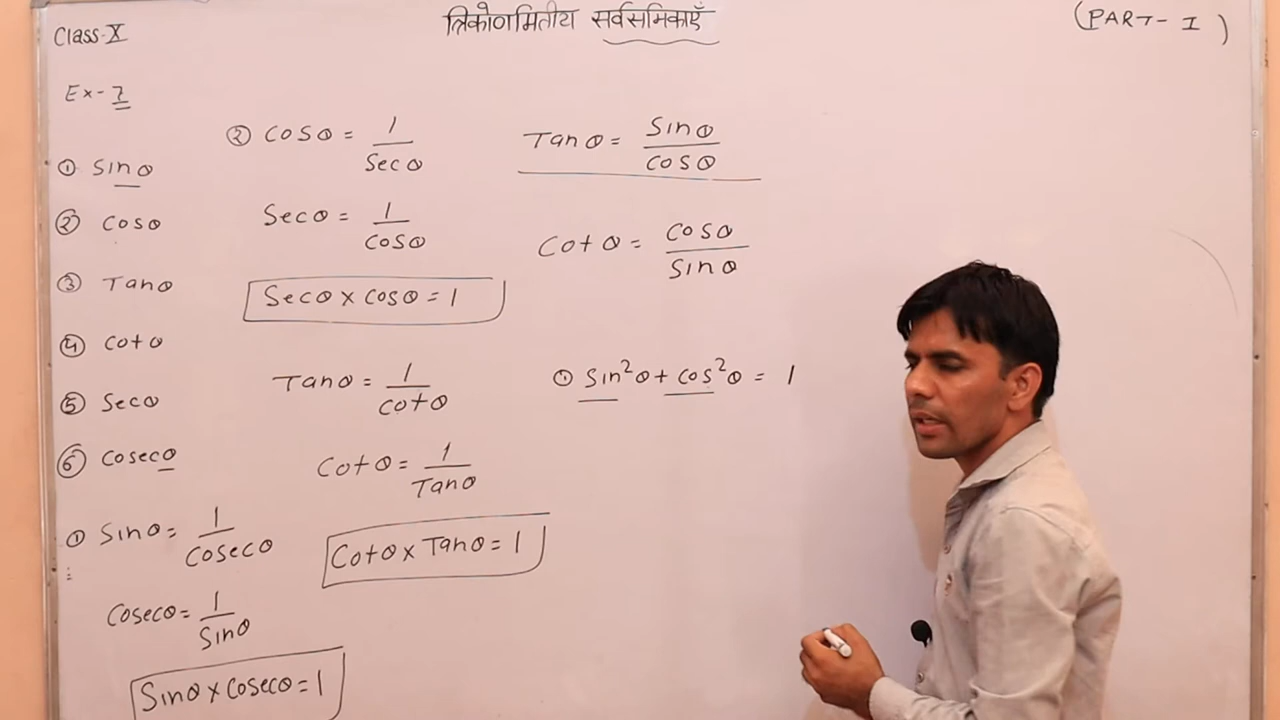 Class-X
त्रिकोणमितीय सर्वसमिकाएँ
(PART-I)
Ex-7
① Sinθ
② Cosθ
③ Tanθ
④ Cotθ
⑤ Secθ
⑥ Cosecθ
① Sinθ = 1/Cosecθ
Cosecθ = 1/Sinθ
Sinθ × Cosecθ = 1
② Cosθ = 1/Secθ
Secθ = 1/Cosθ
Secθ × Cosθ = 1
Tanθ = 1/Cotθ
Cotθ = 1/Tanθ
Cotθ × Tanθ = 1
Tanθ = Sinθ/Cosθ
Cotθ = Cosθ/Sinθ
① Sin²θ + Cos²θ = 1